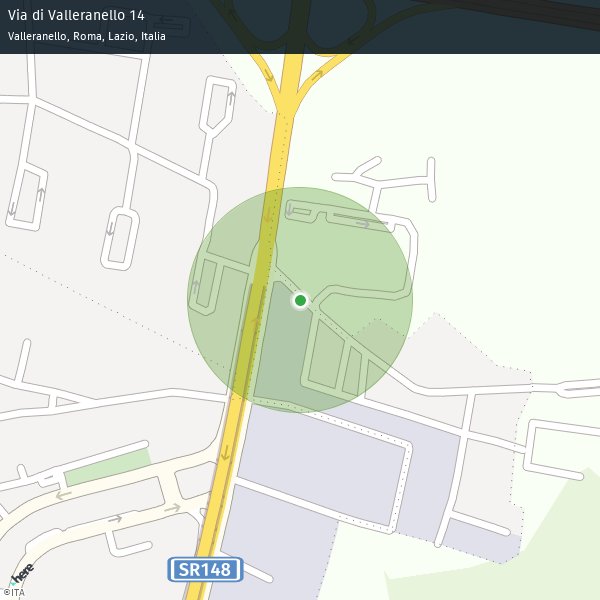 Via di Valleranello 14
Valleranello, Roma, Lazio, Italia
SR148
here
©ITA